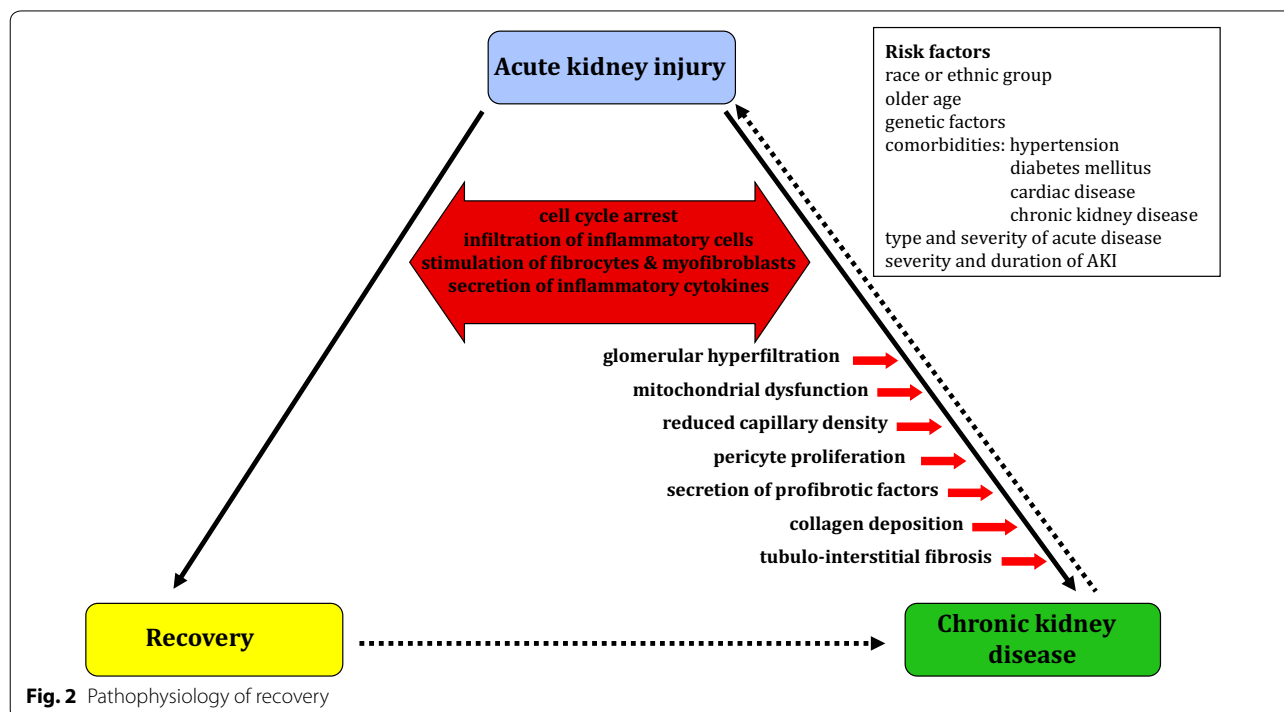 Acute kidney injury
Risk factors
race or ethnic group
older age
genetic factors
comorbidities: hypertension
diabetes mellitus
cardiac disease
chronic kidney disease
type and severity of acute disease
severity and duration of AKI
cell cycle arrest
infiltration of inflammatory cells
stimulation of fibrocytes & myofibroblasts
secretion of inflammatory cytokines
glomerular hyperfiltration
mitochondrial dysfunction
reduced capillary density
pericyte proliferation
secretion of profibrotic factors
collagen deposition
tubulo-interstitial fibrosis
Recovery
Chronic kidney
disease
Fig. 2 Pathophysiology of recovery